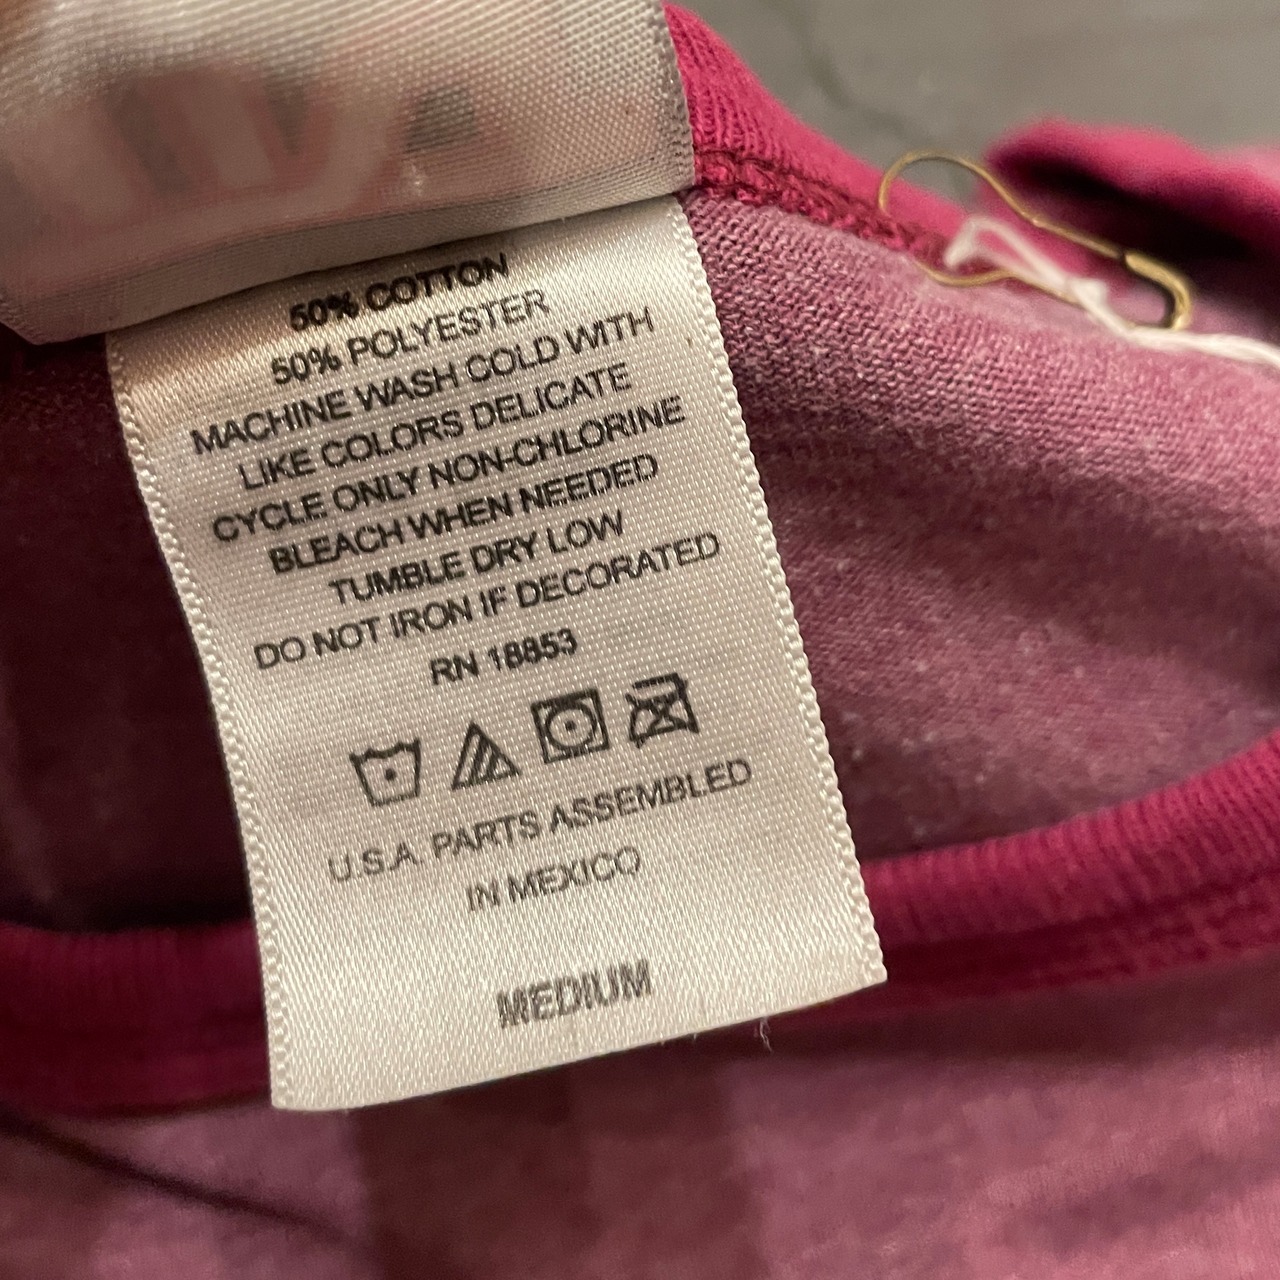 50% COTTON
50% POLYESTER
MACHINE WASH COLD WITH
LIKE COLORS DELICATE
CYCLE ONLY NON-CHLORINE
BLEACH WHEN NEEDED
TUMBLE DRY LOW
DO NOT IRON IF DECORATED
RN 18853
U.S.A. PARTS ASSEMBLED
IN MEXICO
MEDIUM